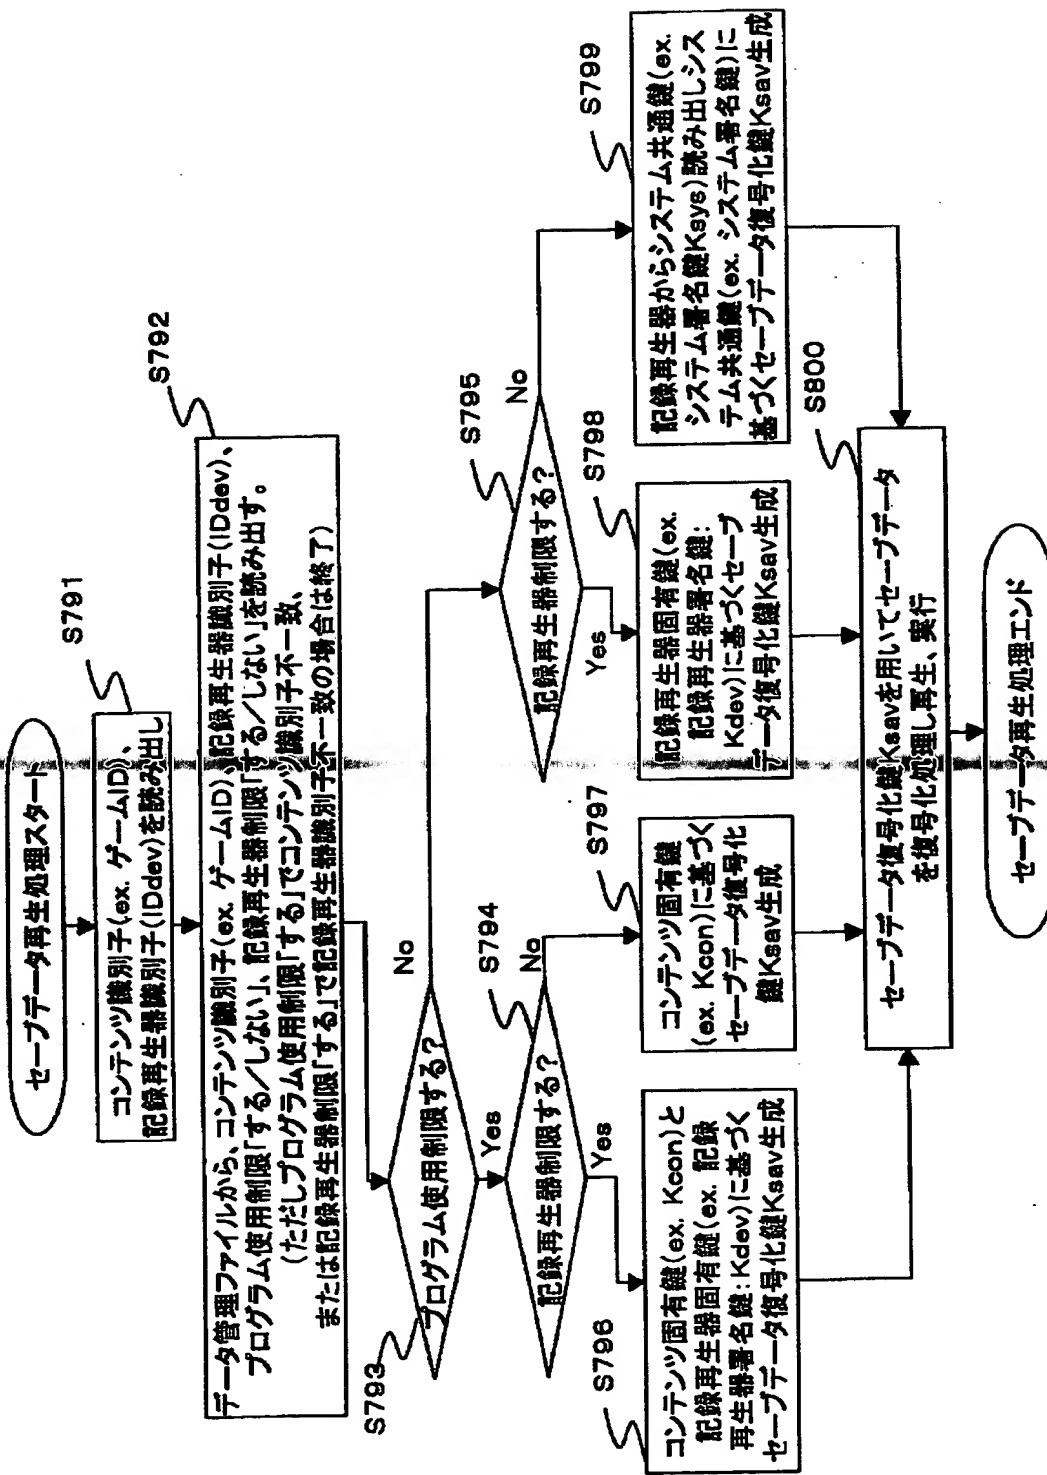 セーブデータ再生処理スタート
S791
コンテンツ識別子(ex. ゲームID)、
記録再生器識別子(IDdev)を読み出し
S792
データ管理ファイルから、コンテンツ識別子(ex. ゲームID)、記録再生器識別子(IDdev)、
プログラム使用制限「する/しない」、記録再生器制限「する/しない」を読み出す。
(ただしプログラム使用制限「する」でコンテンツ識別子不一致、
または記録再生器制限「する」で記録再生器識別子不一致の場合は終了)
S793
プログラム使用制限する?
No
Yes
S794
記録再生器制限する?
No
Yes
S795
記録再生器制限する?
No
Yes
S796
コンテンツ固有鍵(ex. Kcon)と
記録再生器固有鍵(ex. 記録
再生器署名鍵:Kdev)に基づく
セーブデータ復号化鍵Ksav生成
S797
コンテンツ固有鍵
(ex. Kcon)に基づく
セーブデータ復号化
鍵Ksav生成
S798
記録再生器固有鍵(ex.
記録再生器署名鍵:
Kdev)に基づくセーブ
データ復号化鍵Ksav生成
S799
記録再生器からシステム共通鍵(ex.
システム署名鍵Ksys)読み出しシス
テム共通鍵(ex. システム署名鍵)に
基づくセーブデータ復号化鍵Ksav生成
S800
セーブデータ復号化鍵Ksavを用いてセーブデータ
を復号化処理し再生、実行
セーブデータ再生処理エンド